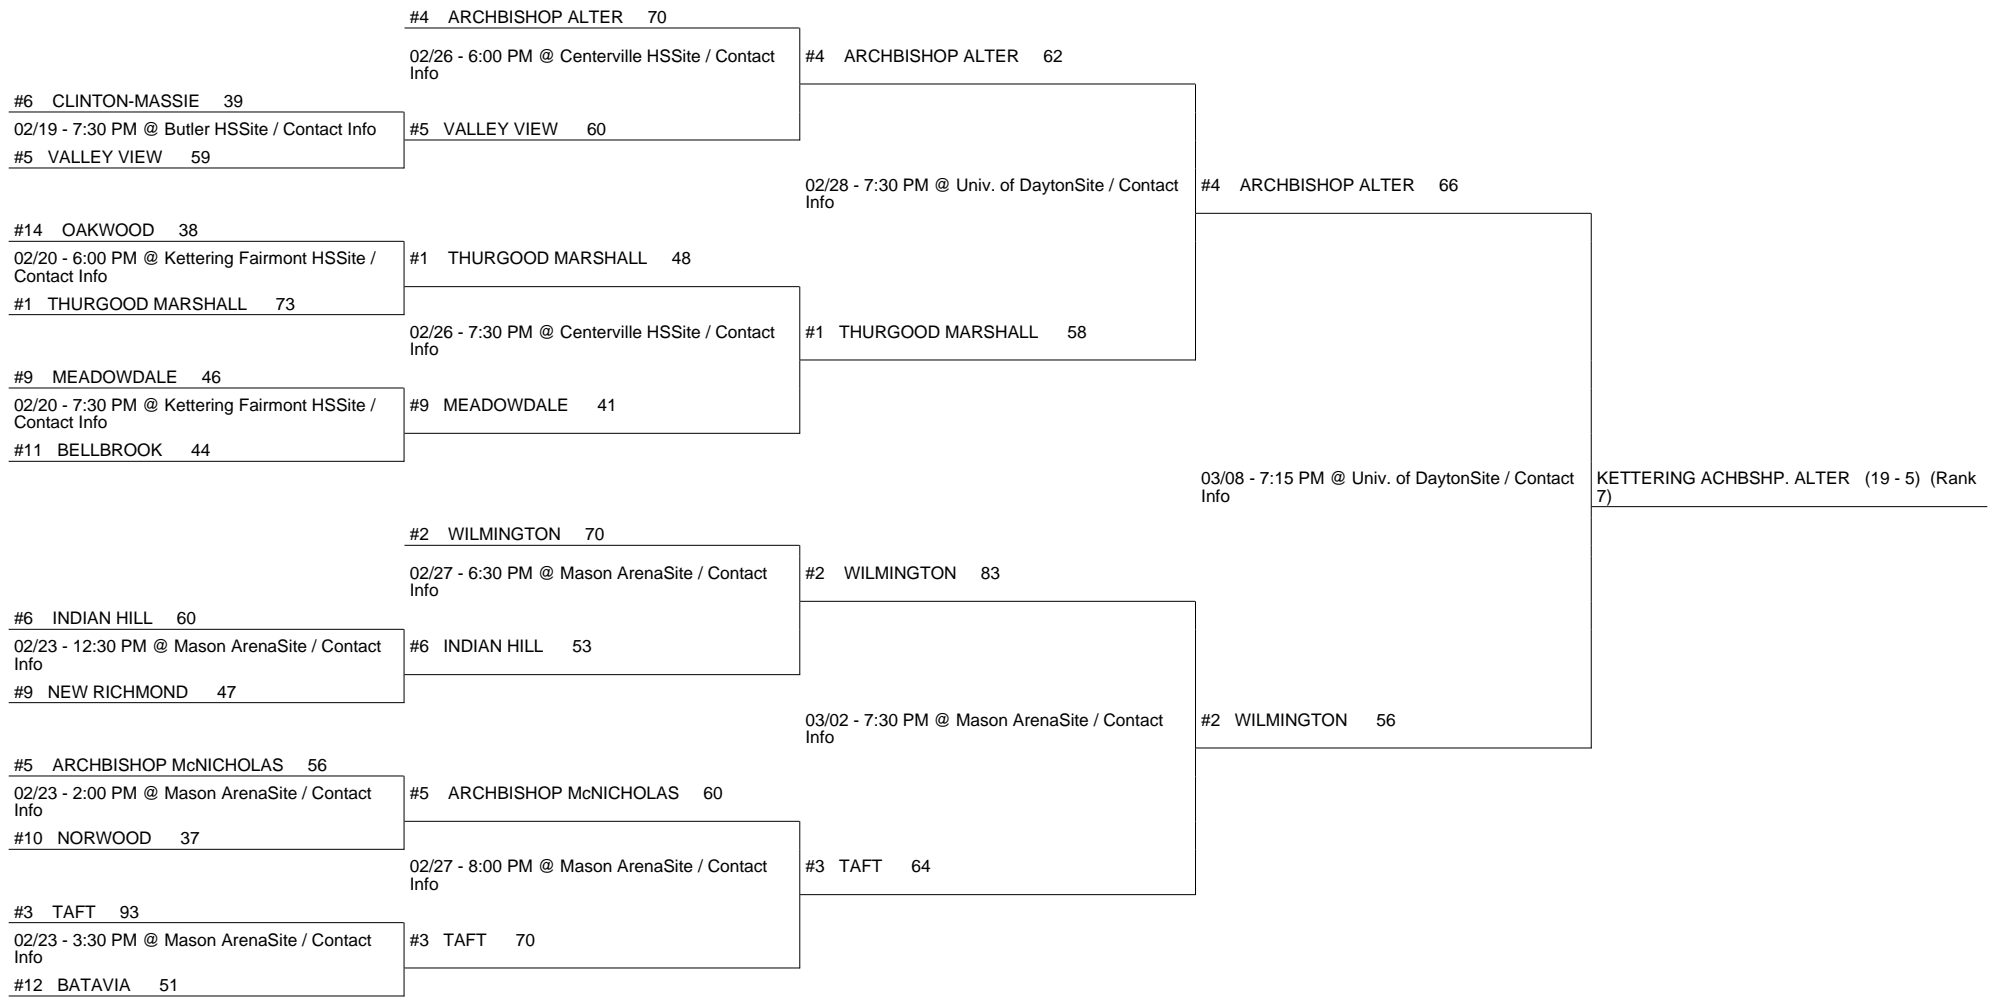 #4 ARCHBISHOP ALTER 70
02/26 - 6:00 PM @ Centerville HSSite / Contact
Info
#4 ARCHBISHOP ALTER 62
#6 CLINTON-MASSIE 39
02/19 - 7:30 PM @ Butler HSSite / Contact Info
#5 VALLEY VIEW 60
#5 VALLEY VIEW 59
02/28 - 7:30 PM @ Univ. of DaytonSite / Contact
Info
#4 ARCHBISHOP ALTER 66
#14 OAKWOOD 38
02/20 - 6:00 PM @ Kettering Fairmont HSSite /
Contact Info
#1 THURGOOD MARSHALL 48
#1 THURGOOD MARSHALL 73
02/26 - 7:30 PM @ Centerville HSSite / Contact
Info
#1 THURGOOD MARSHALL 58
#9 MEADOWDALE 46
02/20 - 7:30 PM @ Kettering Fairmont HSSite /
Contact Info
#9 MEADOWDALE 41
#11 BELLBROOK 44
03/08 - 7:15 PM @ Univ. of DaytonSite / Contact
Info
KETTERING ACHBSHP. ALTER (19 - 5) (Rank
7)
#2 WILMINGTON 70
02/27 - 6:30 PM @ Mason ArenaSite / Contact
Info
#2 WILMINGTON 83
#6 INDIAN HILL 60
02/23 - 12:30 PM @ Mason ArenaSite / Contact
Info
#6 INDIAN HILL 53
#9 NEW RICHMOND 47
03/02 - 7:30 PM @ Mason ArenaSite / Contact
Info
#2 WILMINGTON 56
#5 ARCHBISHOP McNICHOLAS 56
02/23 - 2:00 PM @ Mason ArenaSite / Contact
Info
#5 ARCHBISHOP McNICHOLAS 60
#10 NORWOOD 37
02/27 - 8:00 PM @ Mason ArenaSite / Contact
Info
#3 TAFT 64
#3 TAFT 93
02/23 - 3:30 PM @ Mason ArenaSite / Contact
Info
#3 TAFT 70
#12 BATAVIA 51